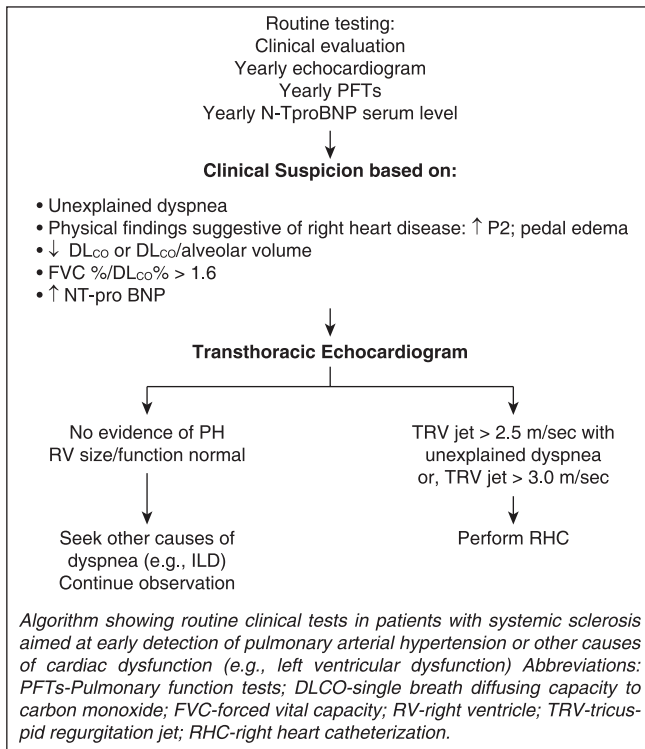 Routine testing:
Clinical evaluation
Yearly echocardiogram
Yearly PFTs
Yearly N-TproBNP serum level
Clinical Suspicion based on:
• Unexplained dyspnea
• Physical findings suggestive of right heart disease: ↑ P2; pedal edema
• ↓ DLCO or DLCO/alveolar volume
• FVC %/DLCO% > 1.6
• ↑ NT-pro BNP
Transthoracic Echocardiogram
No evidence of PH
RV size/function normal
Seek other causes of
dyspnea (e.g., ILD)
Continue observation
TRV jet > 2.5 m/sec with
unexplained dyspnea
or, TRV jet > 3.0 m/sec
Perform RHC
Algorithm showing routine clinical tests in patients with systemic sclerosis
aimed at early detection of pulmonary arterial hypertension or other causes
of cardiac dysfunction (e.g., left ventricular dysfunction) Abbreviations:
PFTs-Pulmonary function tests; DLCO-single breath diffusing capacity to
carbon monoxide; FVC-forced vital capacity; RV-right ventricle; TRV-tricus-
pid regurgitation jet; RHC-right heart catheterization.